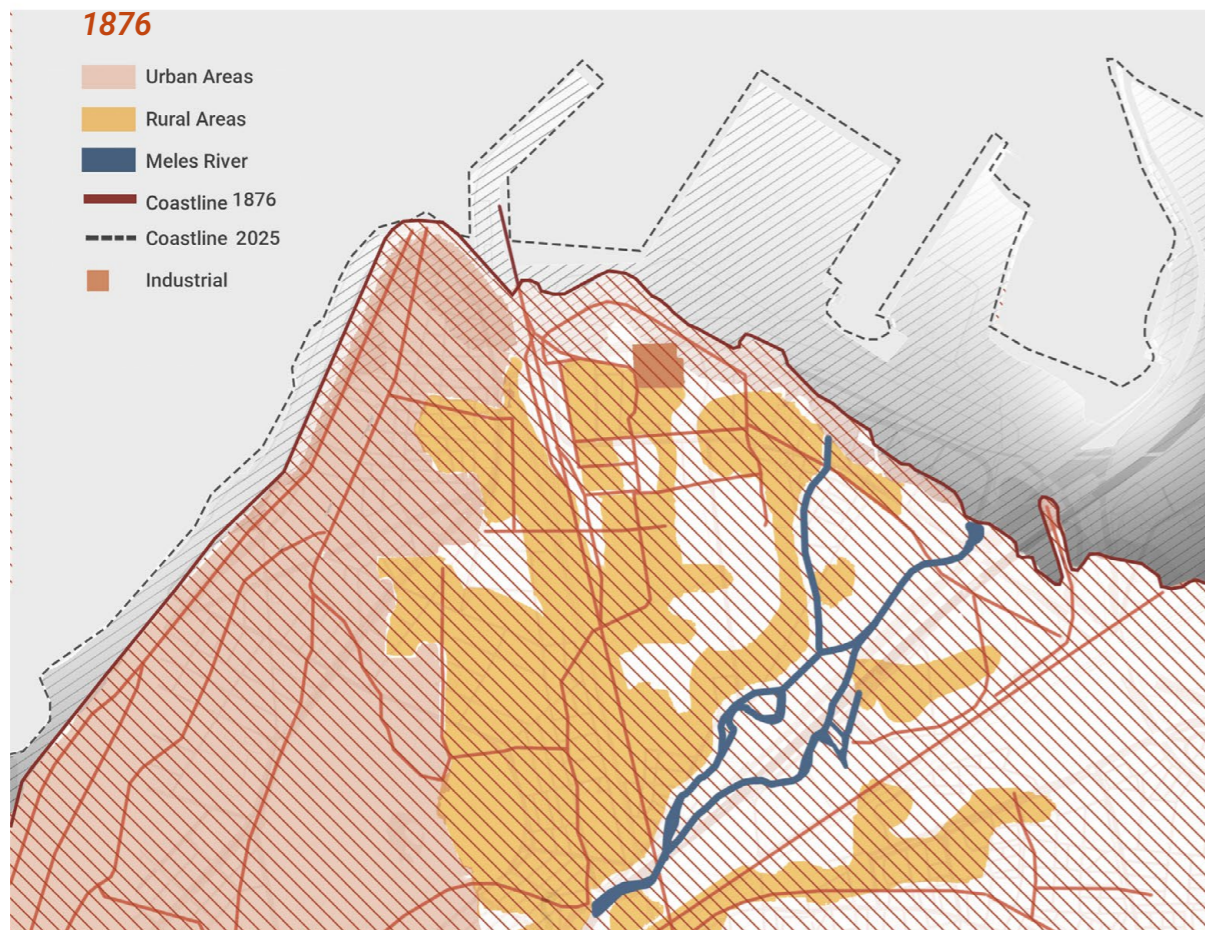 1876
Urban Areas
Rural Areas
Meles River
Coastline 1876
Coastline 2025
Industrial